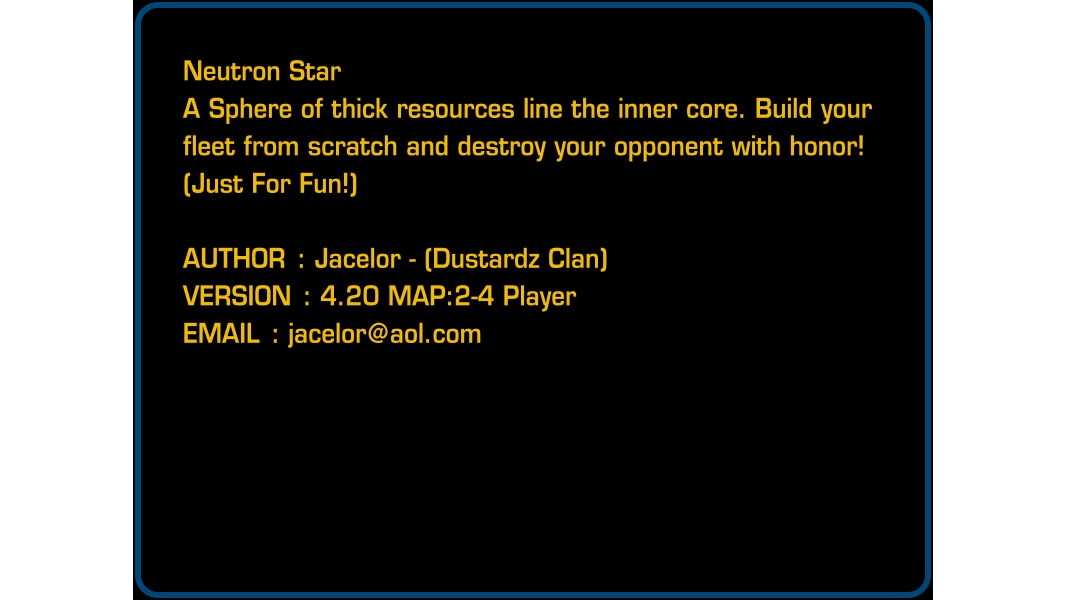 Neutron Star
A Sphere of thick resources line the inner core. Build your
fleet from scratch and destroy your opponent with honor!
(Just For Fun!)
AUTHOR : Jacelor - (Dustardz Clan)
VERSION : 4.20 MAP:2-4 Player
EMAIL : jacelor@aol.com